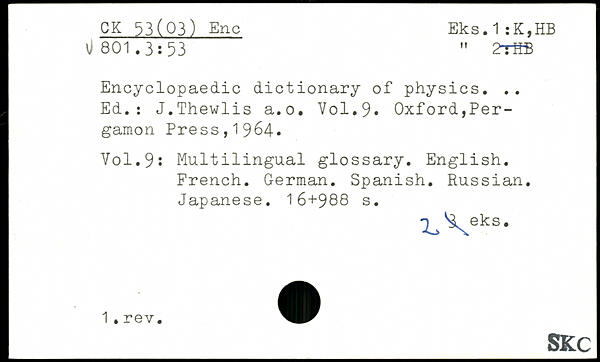 CK 53(03) Enc Eks.1:K,HB
√ 801.3:53 " 2:HB
Encyclopaedic dictionary of physics. ..
Ed.: J.Thewlis a.o. Vol.9. Oxford,Per-
gamon Press,1964.
Vol.9: Multilingual glossary. English.
French. German. Spanish. Russian.
Japanese. 16+988 s.
2 3 eks.
1.rev.
SKC